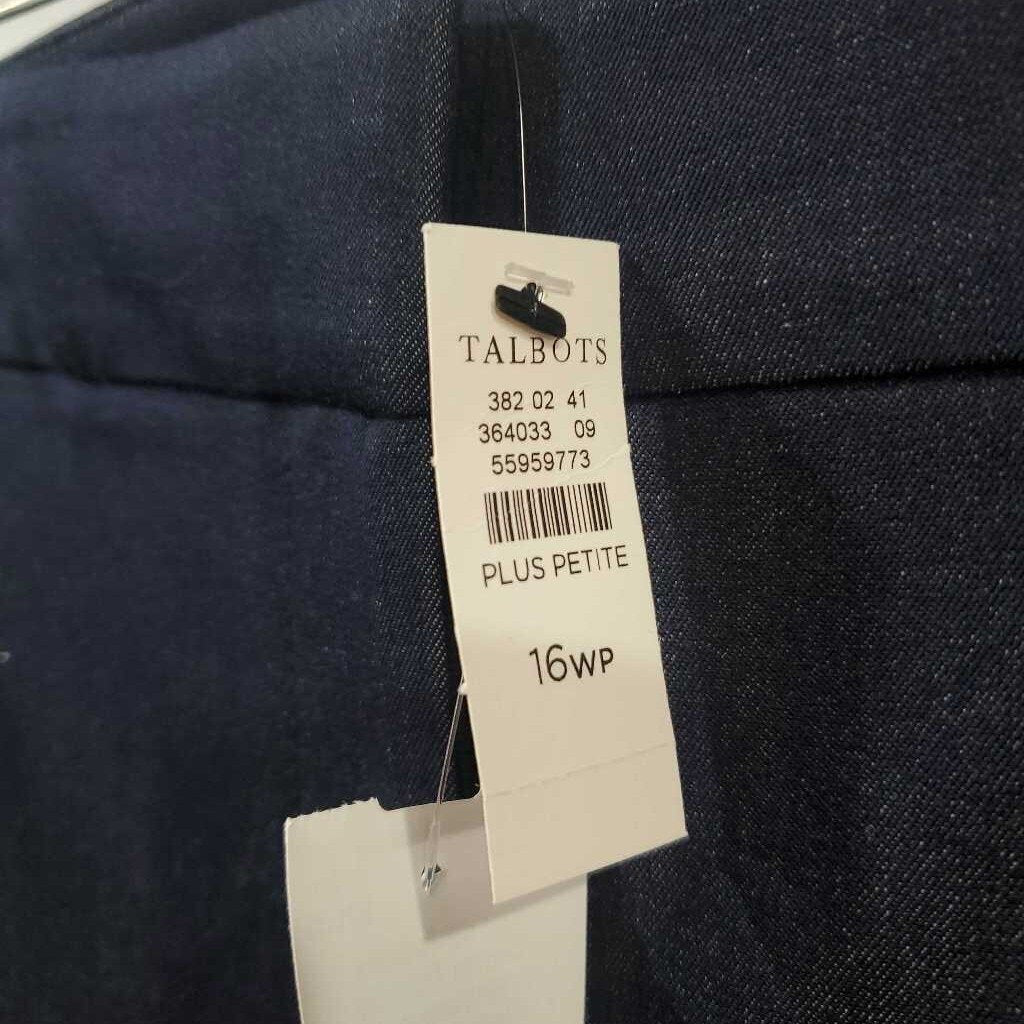 TALBOTS
382 02 41
364033 09
55959773
PLUS PETITE
16WP